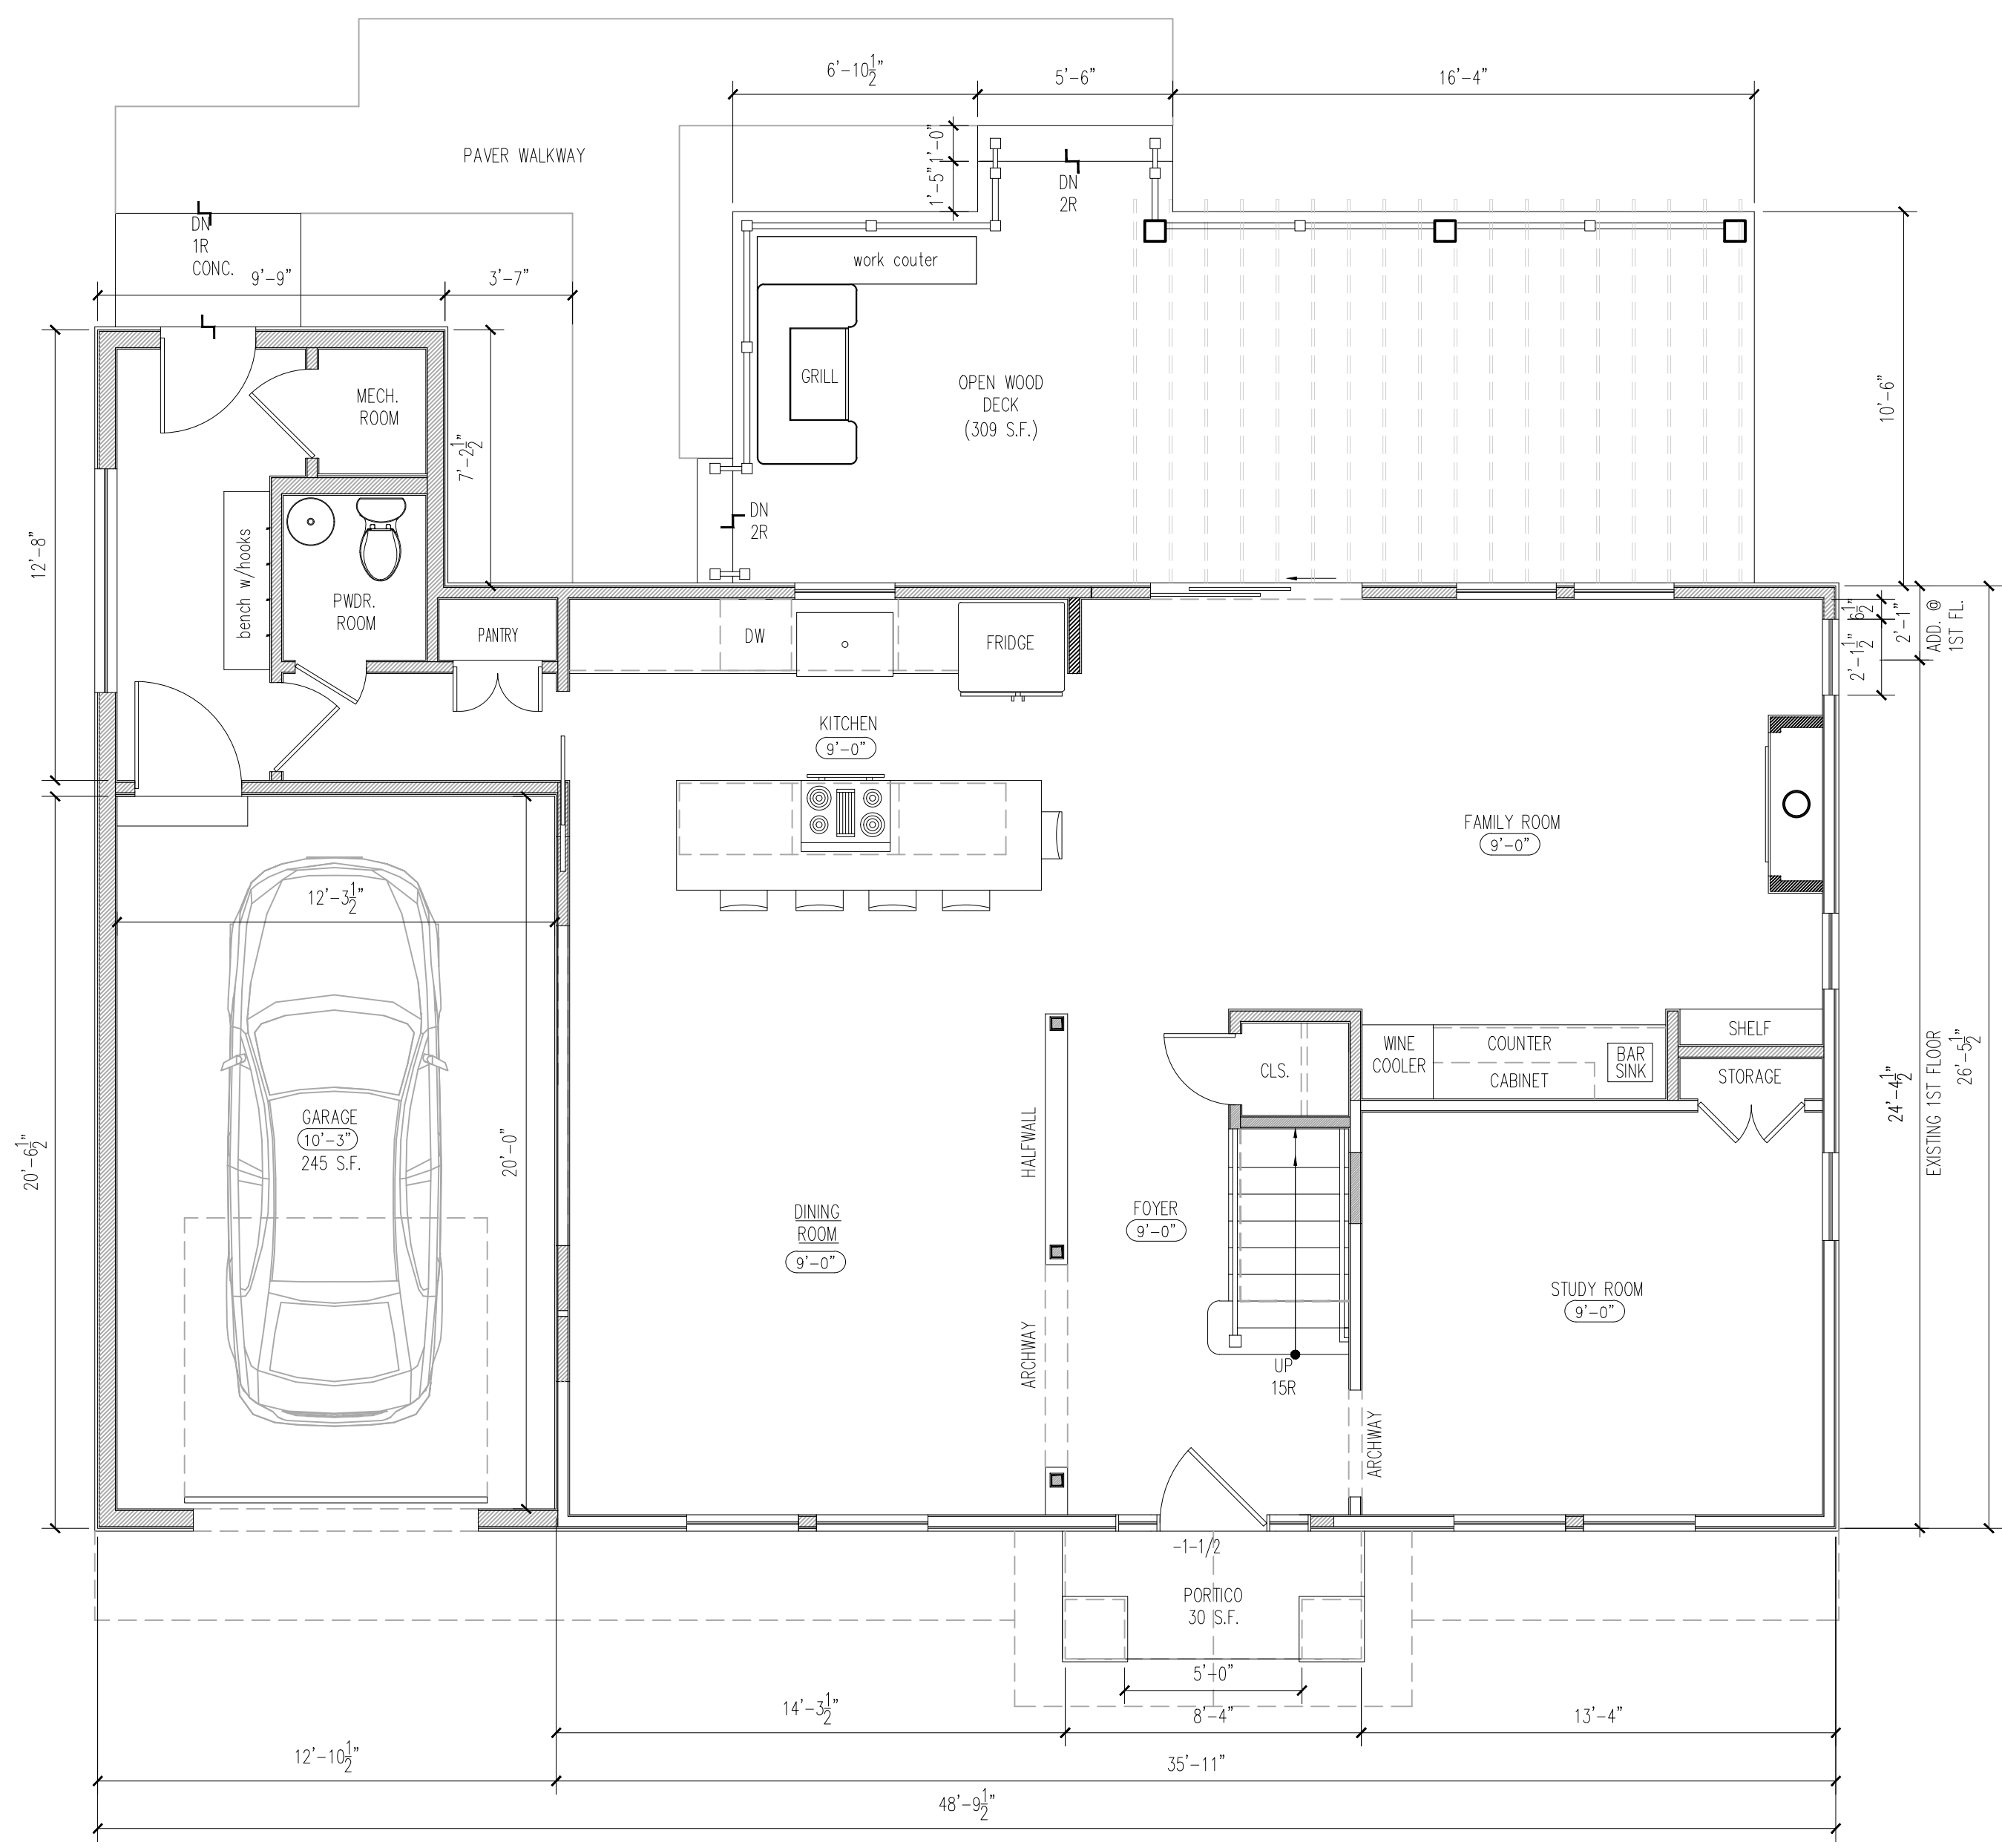 6'-10 1/2"
5'-6"
16'-4"
1'-0"
1'-5"
PAVER WALKWAY
DN
2R
DN
1R
CONC.
9'-9"
3'-7"
work couter
GRILL
OPEN WOOD
DECK
(309 S.F.)
10'-6"
MECH.
ROOM
7'-2 1/2"
12'-8"
bench w/hooks
DN
2R
PWDR.
ROOM
PANTRY
DW
FRIDGE
6 1/2"
2'-1"
2'-1 1/2"
ADD. @
1ST FL.
KITCHEN
9'-0"
FAMILY ROOM
9'-0"
12'-3 1/2"
GARAGE
10'-3"
245 S.F.
20'-6 1/2"
20'-0"
HALFWALL
CLS.
WINE
COOLER
COUNTER
CABINET
BAR
SINK
SHELF
STORAGE
24'-4 1/2"
EXISTING 1ST FLOOR
26'-5 1/2"
DINING
ROOM
9'-0"
FOYER
9'-0"
STUDY ROOM
9'-0"
ARCHWAY
UP
15R
ARCHWAY
-1-1/2
PORTICO
30 S.F.
5'-0"
14'-3 1/2"
8'-4"
13'-4"
12'-10 1/2"
35'-11"
48'-9 1/2"